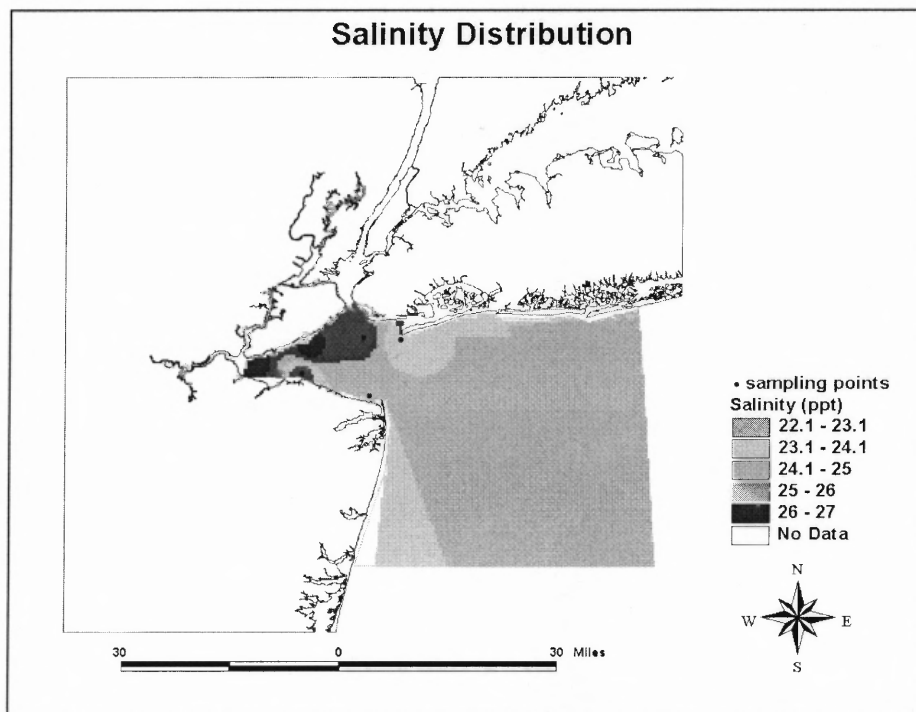 Salinity Distribution
• sampling points
Salinity (ppt)
22.1 - 23.1
23.1 - 24.1
24.1 - 25
25 - 26
26 - 27
No Data
N
W E
S
30 0 30 Miles